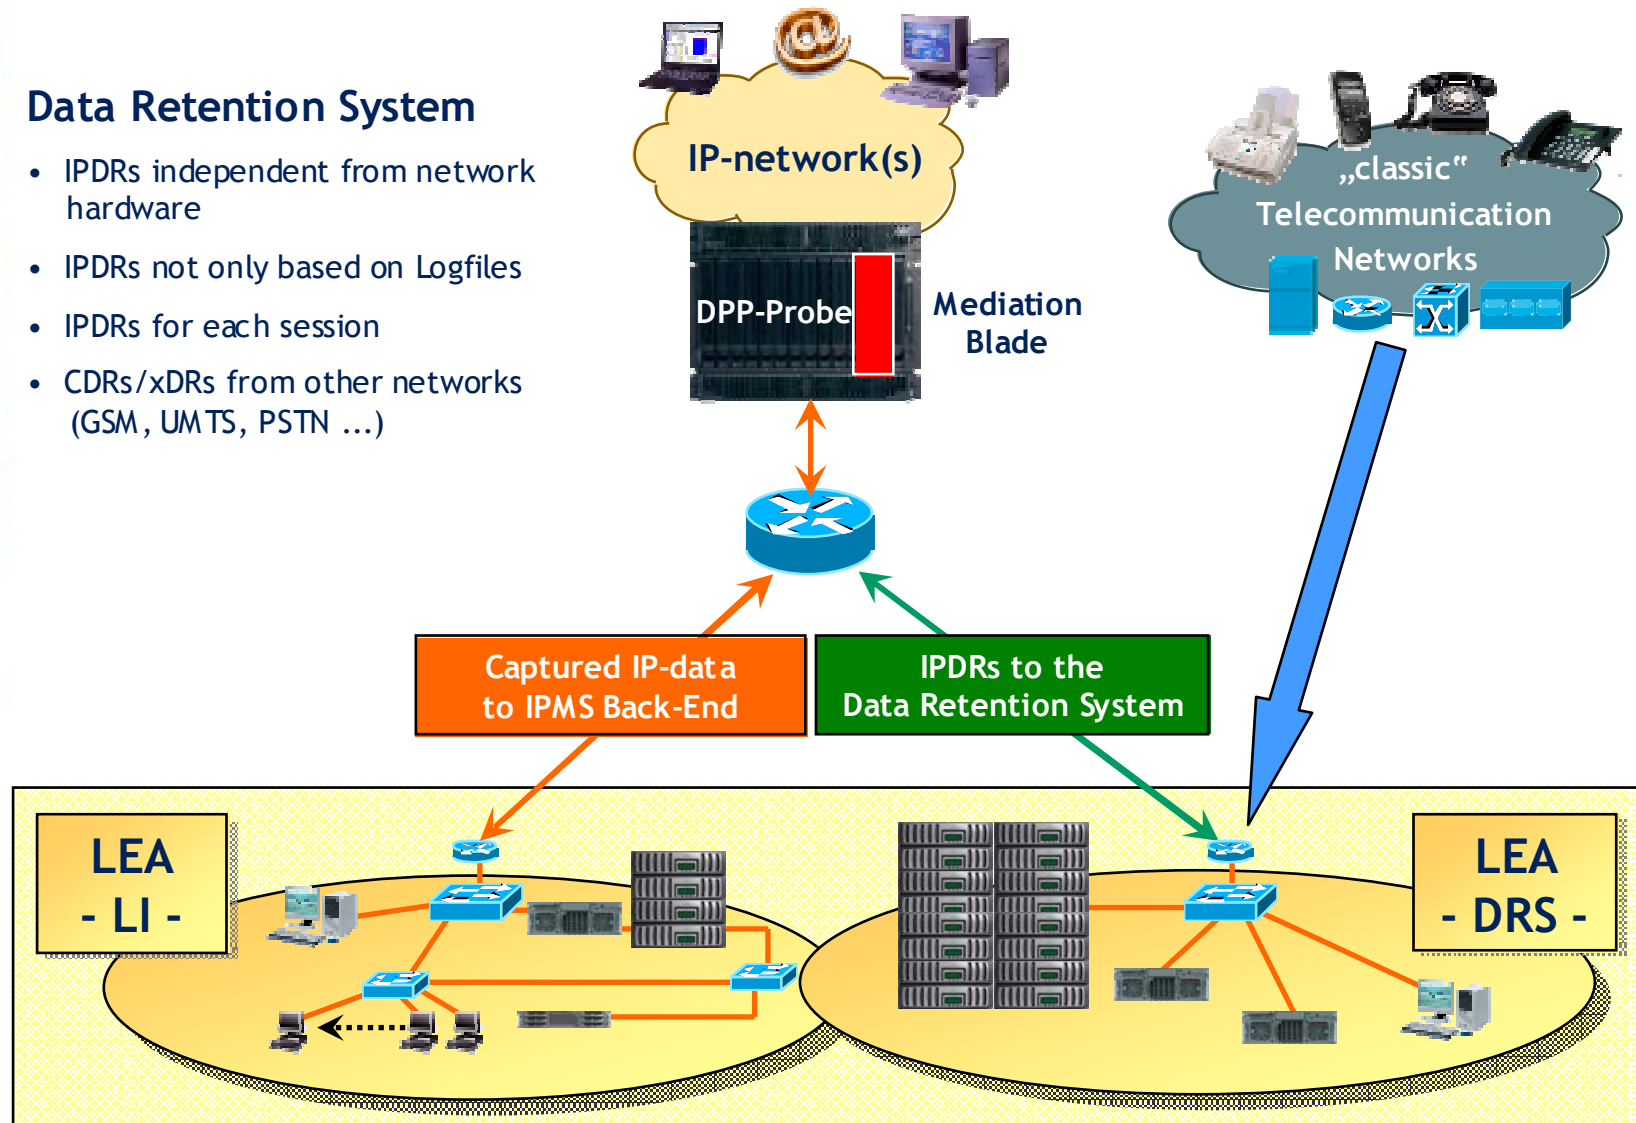 Data Retention System
• IPDRs independent from network
hardware
• IPDRs not only based on Logfiles
• IPDRs for each session
• CDRs/xDRs from other networks
(GSM, UMTS, PSTN ...)
@
IP-network(s)
„classic“
Telecommunication
Networks
DPP-Probe
Mediation
Blade
Captured IP-data
to IPMS Back-End
IPDRs to the
Data Retention System
LEA
- LI -
LEA
- DRS -